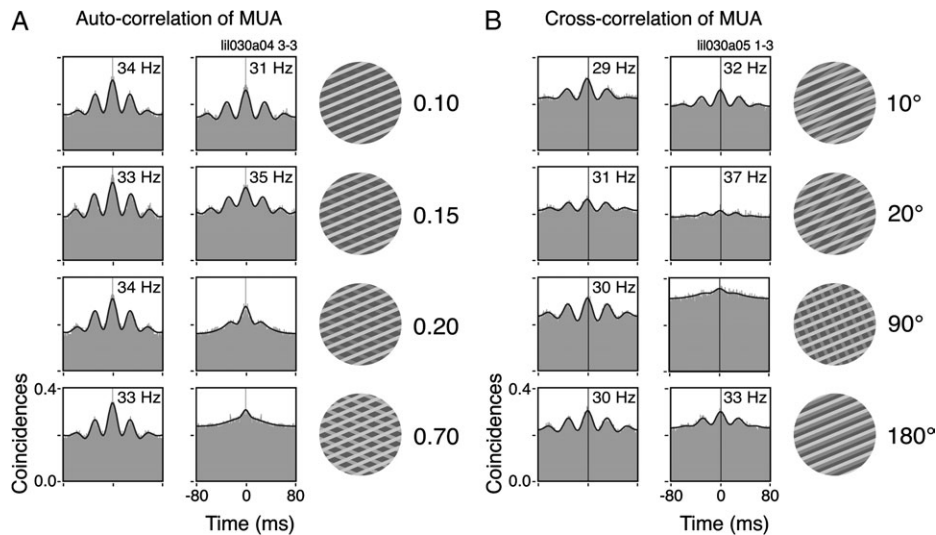 A Auto-correlation of MUA
lil030a04 3-3
34 Hz 31 Hz 0.10
33 Hz 35 Hz 0.15
34 Hz 0.20
33 Hz 0.70
Coincidences
0.4
0.0
-80 0 80
Time (ms)
B Cross-correlation of MUA
lil030a05 1-3
29 Hz 32 Hz 10°
31 Hz 37 Hz 20°
30 Hz 90°
30 Hz 33 Hz 180°
Coincidences
0.4
0.0
-80 0 80
Time (ms)